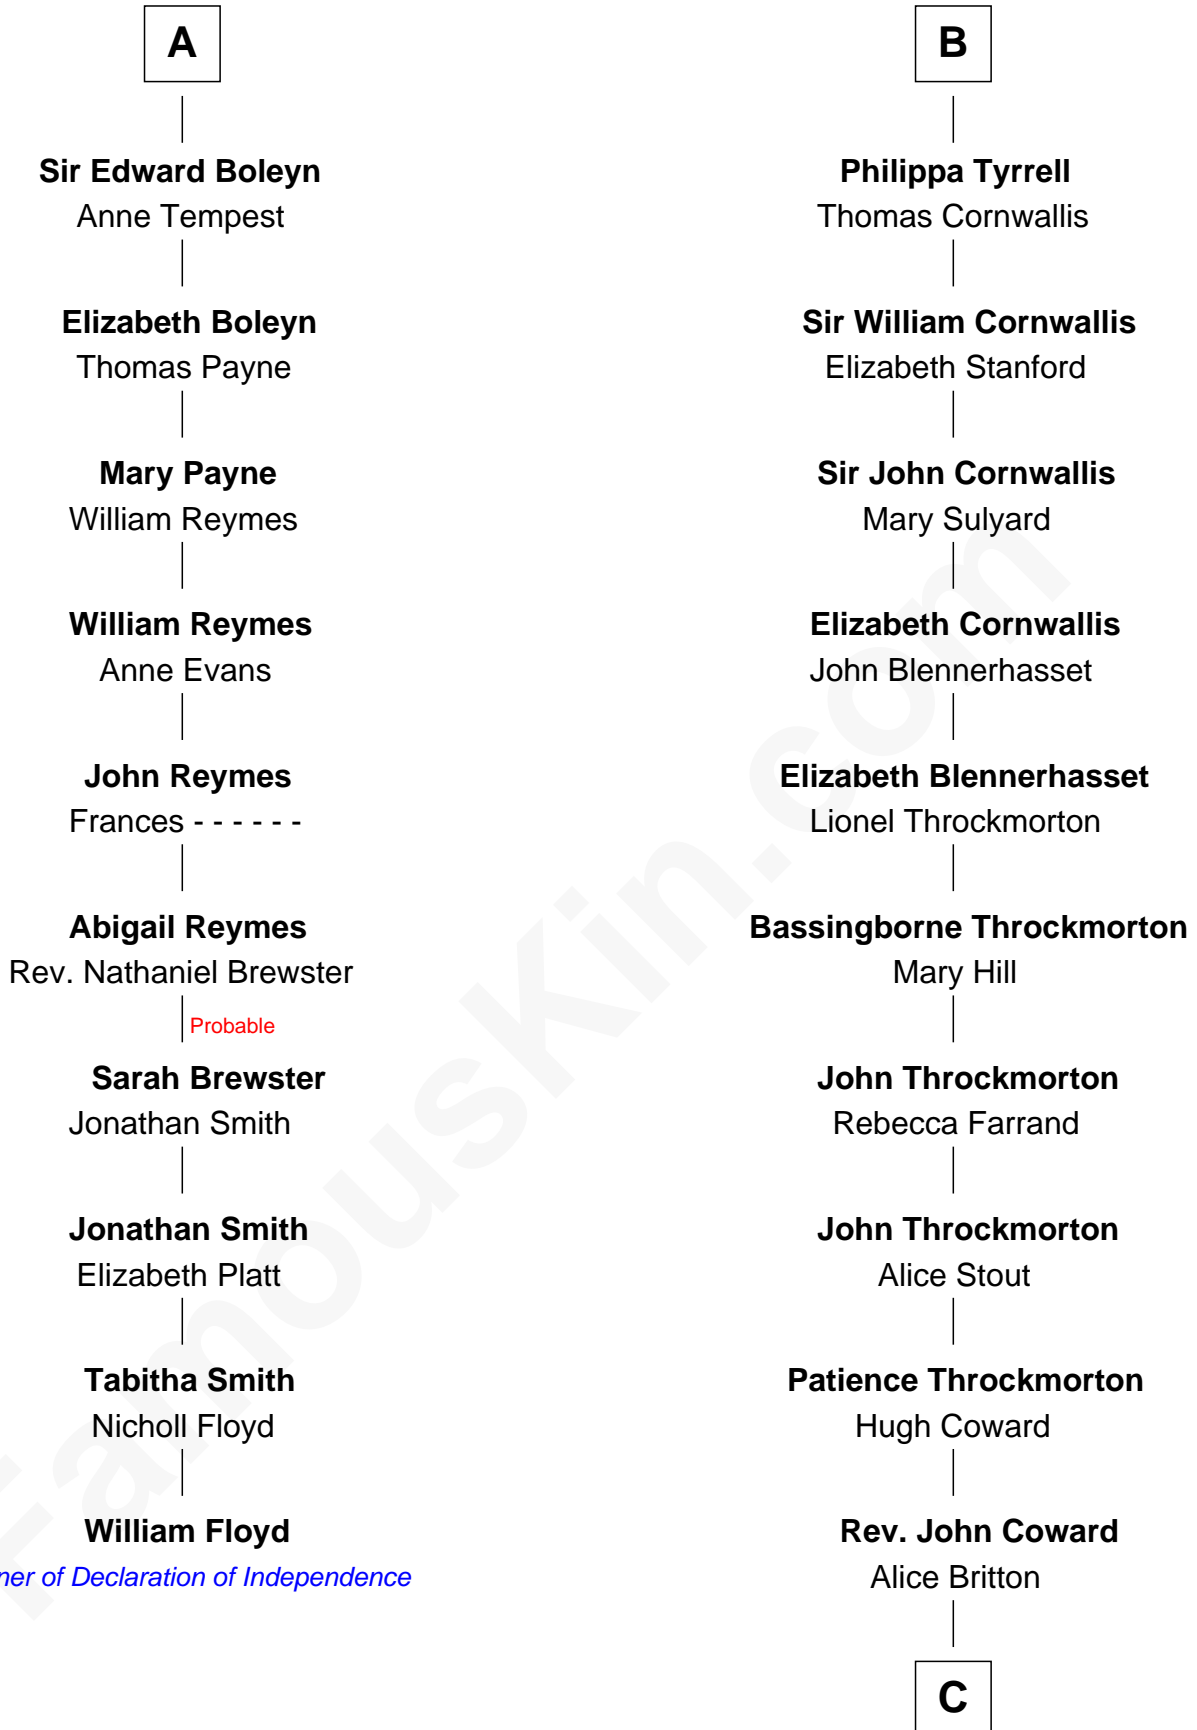 A
Sir Edward Boleyn
Anne Tempest
Elizabeth Boleyn
Thomas Payne
Mary Payne
William Reymes
William Reymes
Anne Evans
John Reymes
Frances - - - - - -
Abigail Reymes
Rev. Nathaniel Brewster
Probable
Sarah Brewster
Jonathan Smith
Jonathan Smith
Elizabeth Platt
Tabitha Smith
Nicholl Floyd
William Floyd
ner of Declaration of Independence
B
Philippa Tyrrell
Thomas Cornwallis
Sir William Cornwallis
Elizabeth Stanford
Sir John Cornwallis
Mary Sulyard
Elizabeth Cornwallis
John Blennerhasset
Elizabeth Blennerhasset
Lionel Throckmorton
Bassingborne Throckmorton
Mary Hill
John Throckmorton
Rebecca Farrand
John Throckmorton
Alice Stout
Patience Throckmorton
Hugh Coward
Rev. John Coward
Alice Britton
C
FamousKin.com